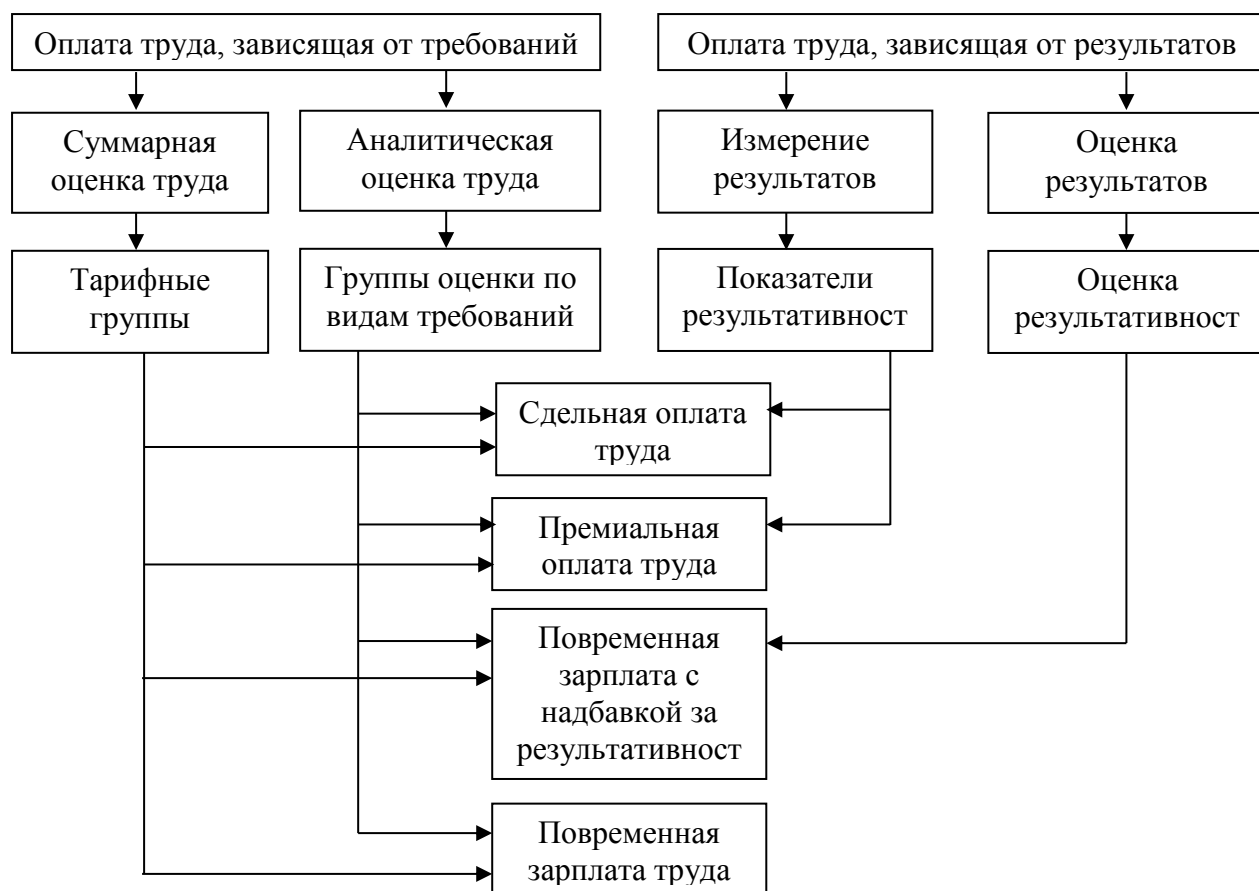 Оплата труда, зависящая от требований
Оплата труда, зависящая от результатов
Суммарная
оценка труда
Аналитическая
оценка труда
Измерение
результатов
Оценка
результатов
Тарифные
группы
Группы оценки по
видам требований
Показатели
результативност
Оценка
результативност
Сдельная оплата
труда
Премиальная
оплата труда
Повременная
зарплата с
надбавкой за
результативност
Повременная
зарплата труда